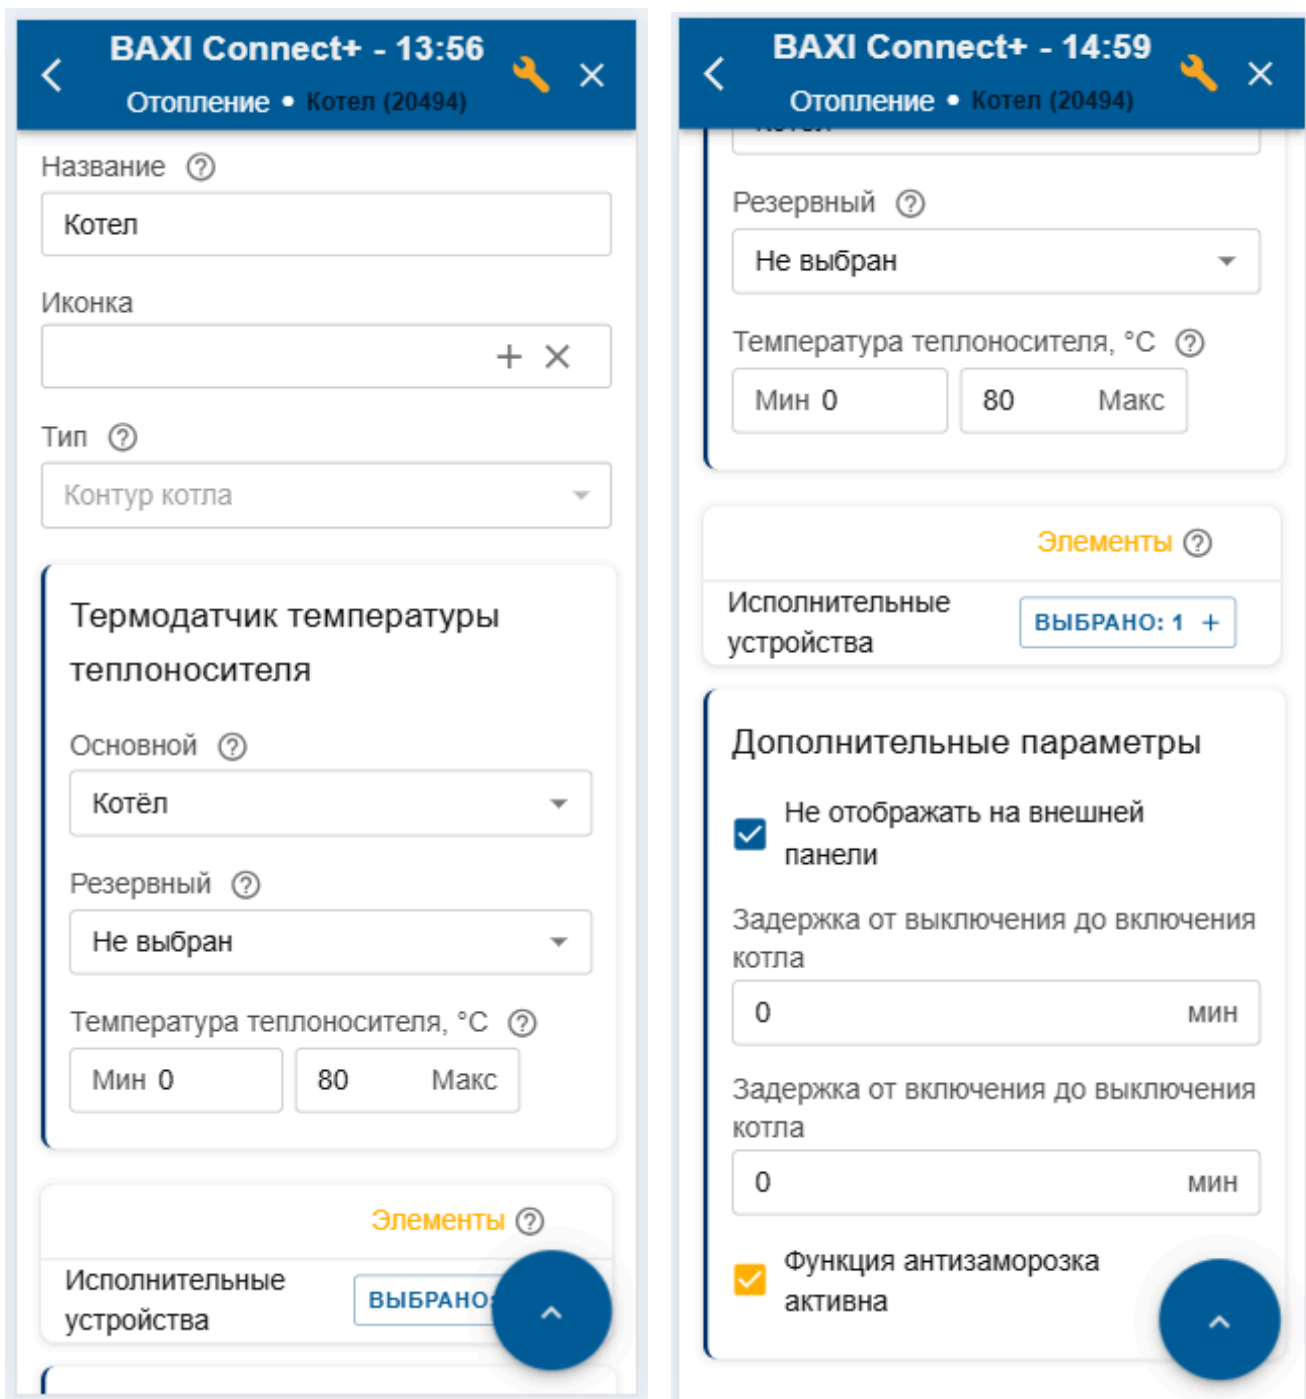 BAXI Connect+ - 13:56
Отопление • Котел (20494)
Название
Котел
Иконка
Тип
Контур котла
Термодатчик температуры
теплоносителя
Основной
Котёл
Резервный
Не выбран
Температура теплоносителя, °C
Мин 0
80 Макс
Элементы
Исполнительные
устройства
ВЫБРАНО:
BAXI Connect+ - 14:59
Отопление • Котел (20494)
Резервный
Не выбран
Температура теплоносителя, °C
Мин 0
80 Макс
Элементы
Исполнительные
устройства
ВЫБРАНО: 1 +
Дополнительные параметры
Не отображать на внешней
панели
Задержка от выключения до включения
котла
0 мин
Задержка от включения до выключения
котла
0 мин
Функция антизаморозка
активна